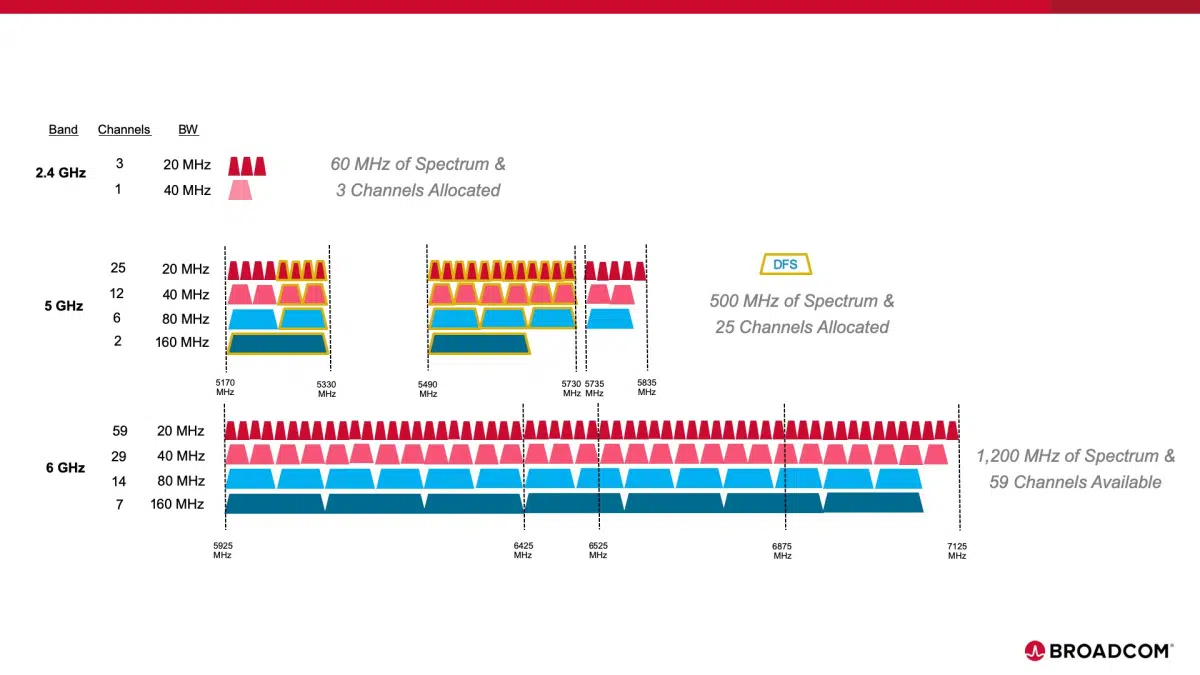 Band Channels BW
2.4 GHz
3 20 MHz
1 40 MHz
60 MHz of Spectrum &
3 Channels Allocated
5 GHz
25 20 MHz
12 40 MHz
6 80 MHz
2 160 MHz
DFS
500 MHz of Spectrum &
25 Channels Allocated
5170
MHz
5330
MHz
5490
MHz
5730
MHz
5735
MHz
5835
MHz
6 GHz
59 20 MHz
29 40 MHz
14 80 MHz
7 160 MHz
1,200 MHz of Spectrum &
59 Channels Available
5925
MHz
6425
MHz
6525
MHz
6875
MHz
7125
MHz
BROADCOM®